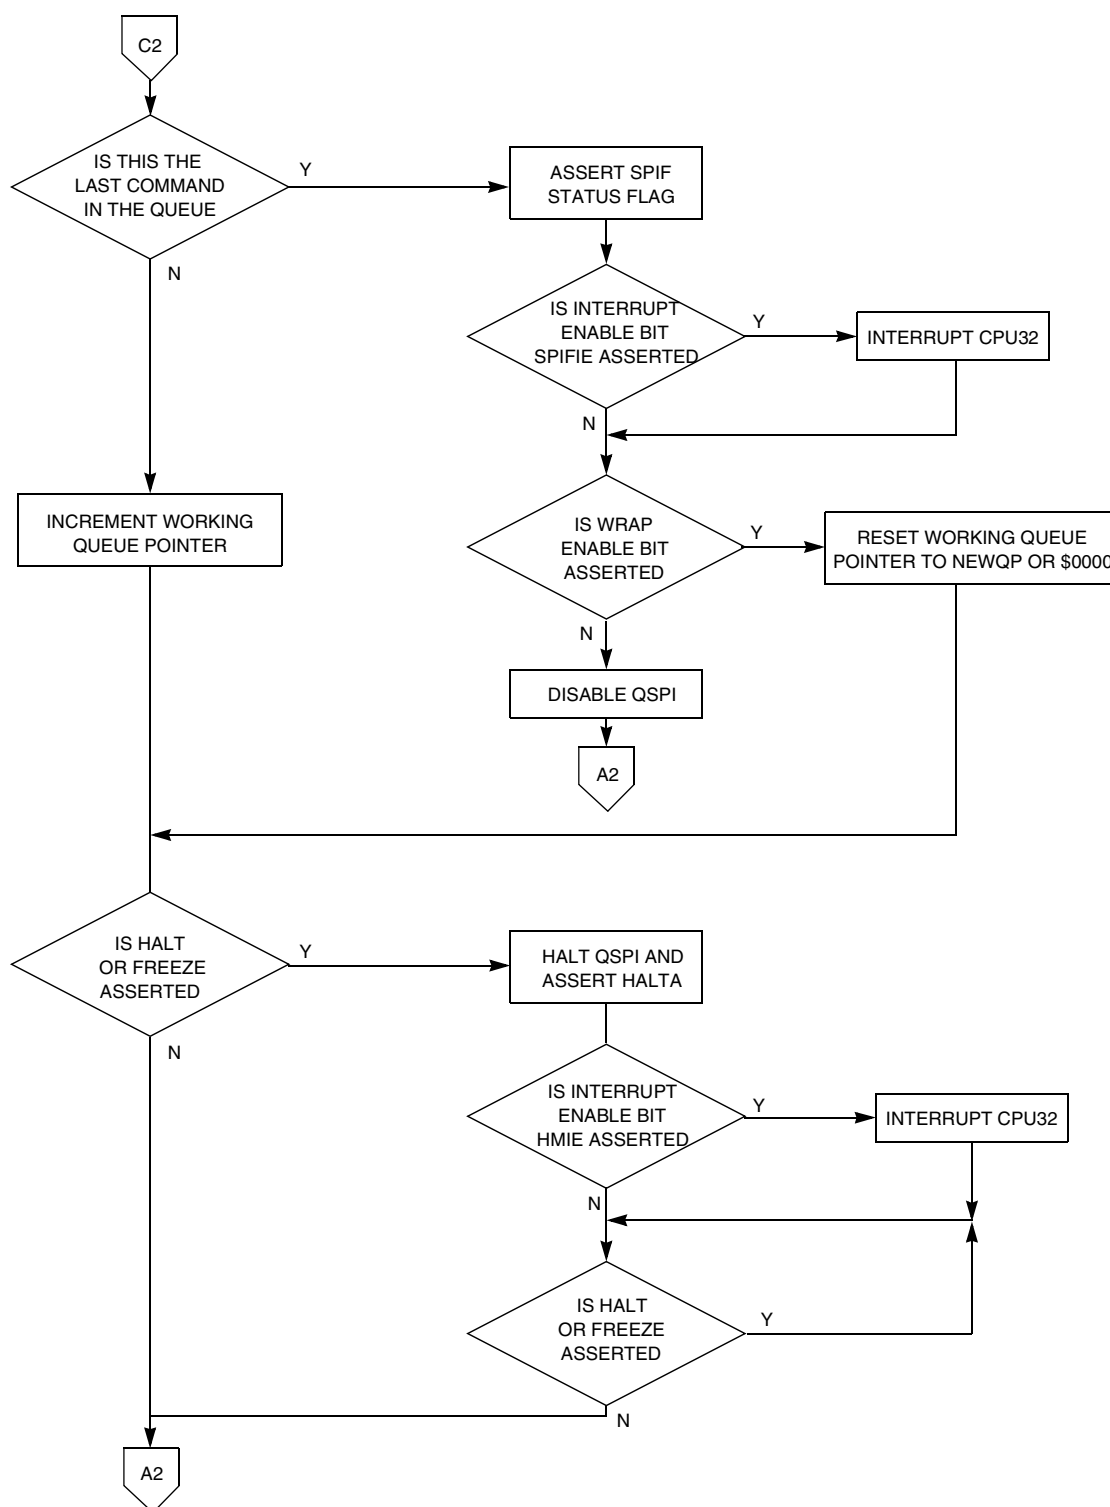 C2
IS THIS THE
LAST COMMAND
IN THE QUEUE
Y
ASSERT SPIF
STATUS FLAG
N
IS INTERRUPT
ENABLE BIT
SPIFIE ASSERTED
Y
INTERRUPT CPU32
N
INCREMENT WORKING
QUEUE POINTER
IS WRAP
ENABLE BIT
ASSERTED
Y
RESET WORKING QUEUE
POINTER TO NEWQP OR $0000
N
DISABLE QSPI
A2
IS HALT
OR FREEZE
ASSERTED
Y
HALT QSPI AND
ASSERT HALTA
N
IS INTERRUPT
ENABLE BIT
HMIE ASSERTED
Y
INTERRUPT CPU32
N
IS HALT
OR FREEZE
ASSERTED
Y
N
A2